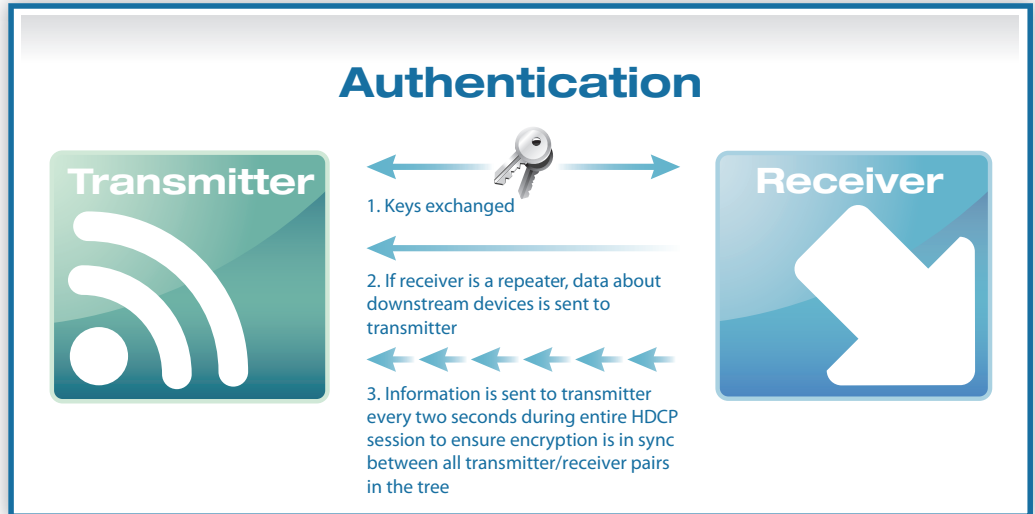 Authentication
Transmitter
Receiver
1. Keys exchanged
2. If receiver is a repeater, data about
downstream devices is sent to
transmitter
3. Information is sent to transmitter
every two seconds during entire HDCP
session to ensure encryption is in sync
between all transmitter/receiver pairs
in the tree